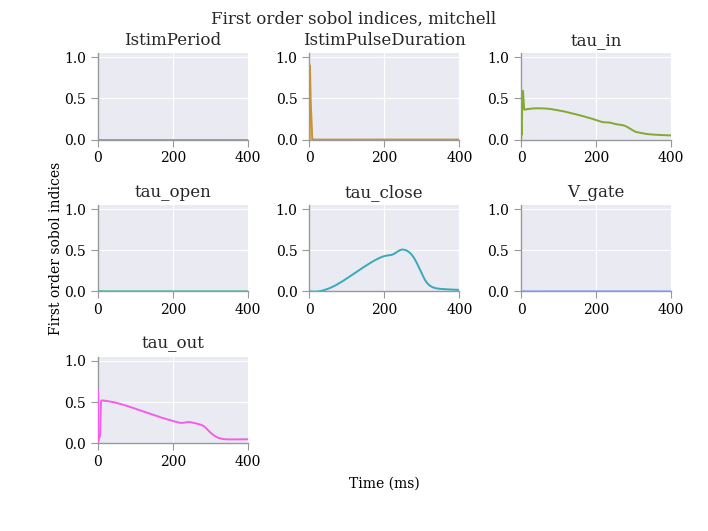 First order sobol indices, mitchell
IstimPeriod
IstimPulseDuration
tau_in
1.0
0.5
0.0
0 200 400
1.0
0.5
0.0
0 200 400
1.0
0.5
0.0
0 200 400
First order sobol indices
tau_open
tau_close
V_gate
1.0
0.5
0.0
0 200 400
1.0
0.5
0.0
0 200 400
1.0
0.5
0.0
0 200 400
tau_out
1.0
0.5
0.0
0 200 400
Time (ms)